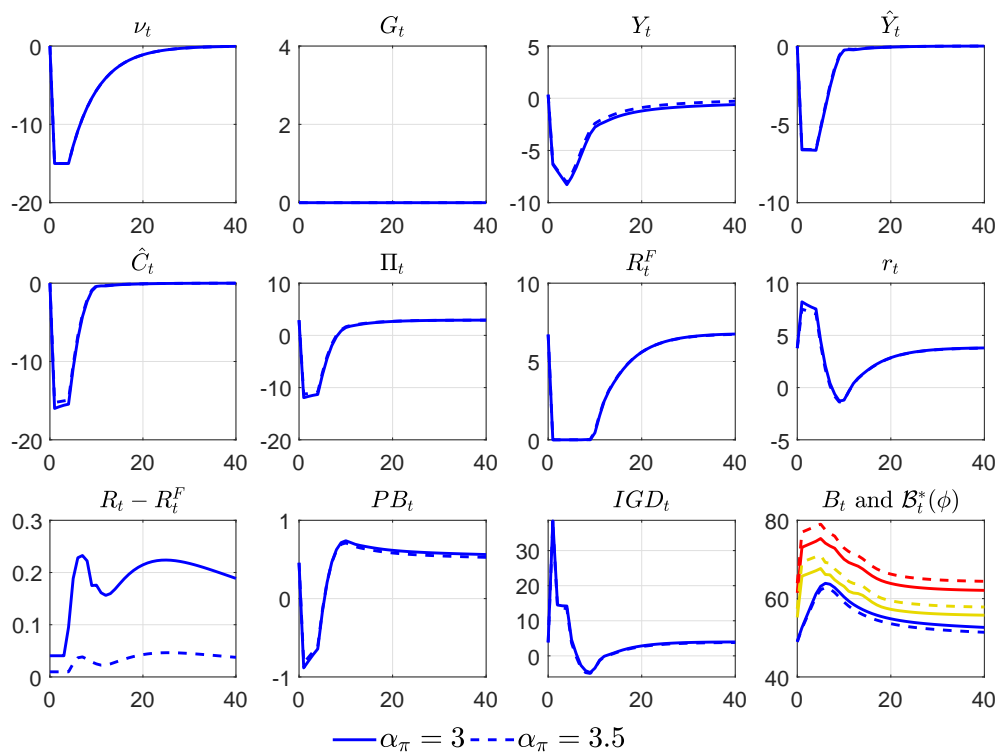 ν_t G_t Y_t Ŷ_t
0 4 5 0
-10 2 0 -5
-20 0 -5 -10
-10
0 20 40 0 20 40 0 20 40 0 20 40
Ĉ_t Π_t R_t^F r_t
0 10 10 10
-10 0 5 5
-20 -10 0 0
-20 -5
0 20 40 0 20 40 0 20 40 0 20 40
R_t − R_t^F PB_t IGD_t B_t and ℬ_t^*(ϕ)
0.3 1 30 80
0.2 0 20 60
0.1 -1 10 40
0 0
0 20 40 0 20 40 0 20 40 0 20 40
α_π = 3 α_π = 3.5